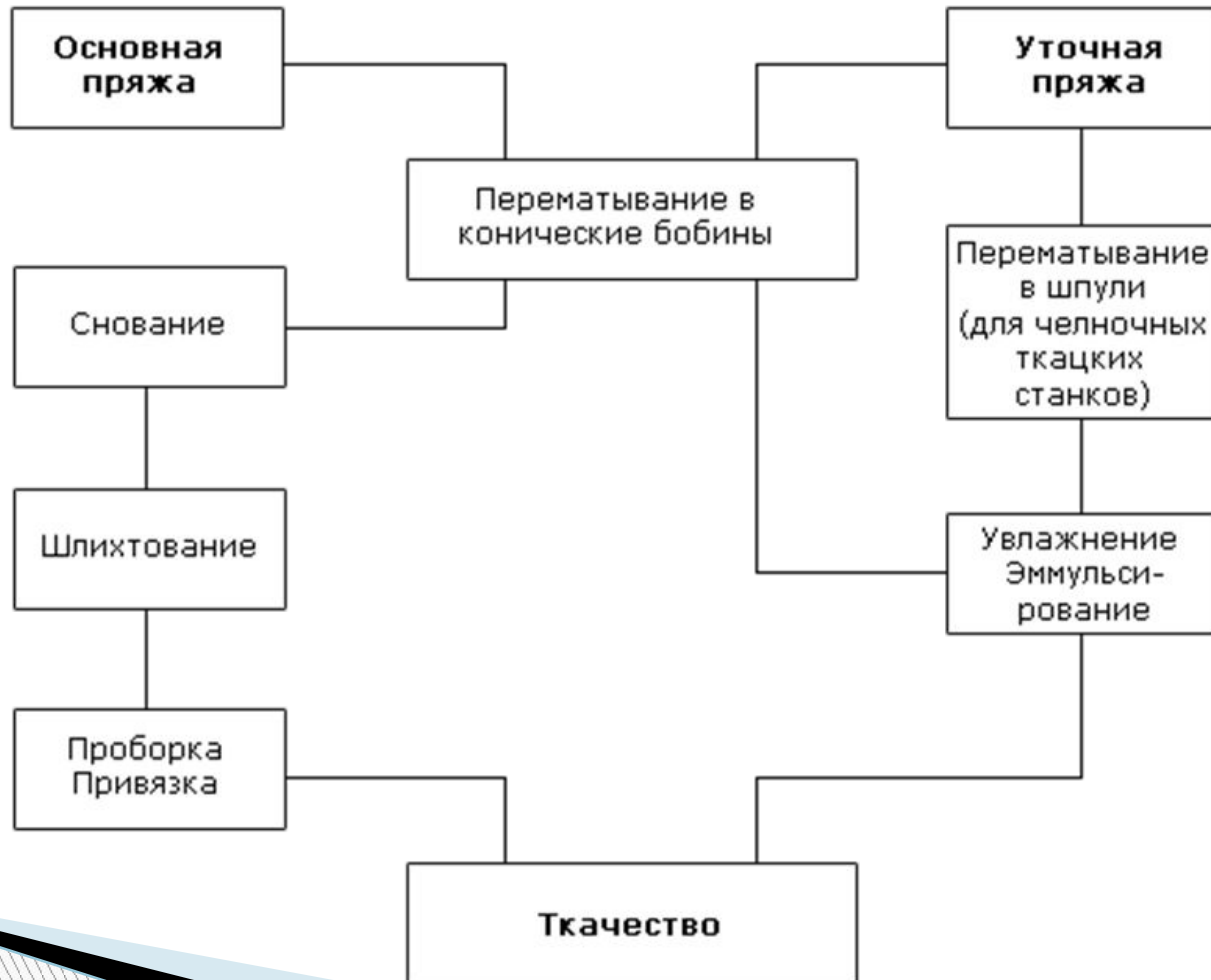 Основная
пряжа
Уточная
пряжа
Перематывание в
конические бобины
Перематывание
в шпули
(для челночных
ткацких
станков)
Снование
Шлихтование
Увлажнение
Эммульси-
рование
Проборка
Привязка
Ткачество